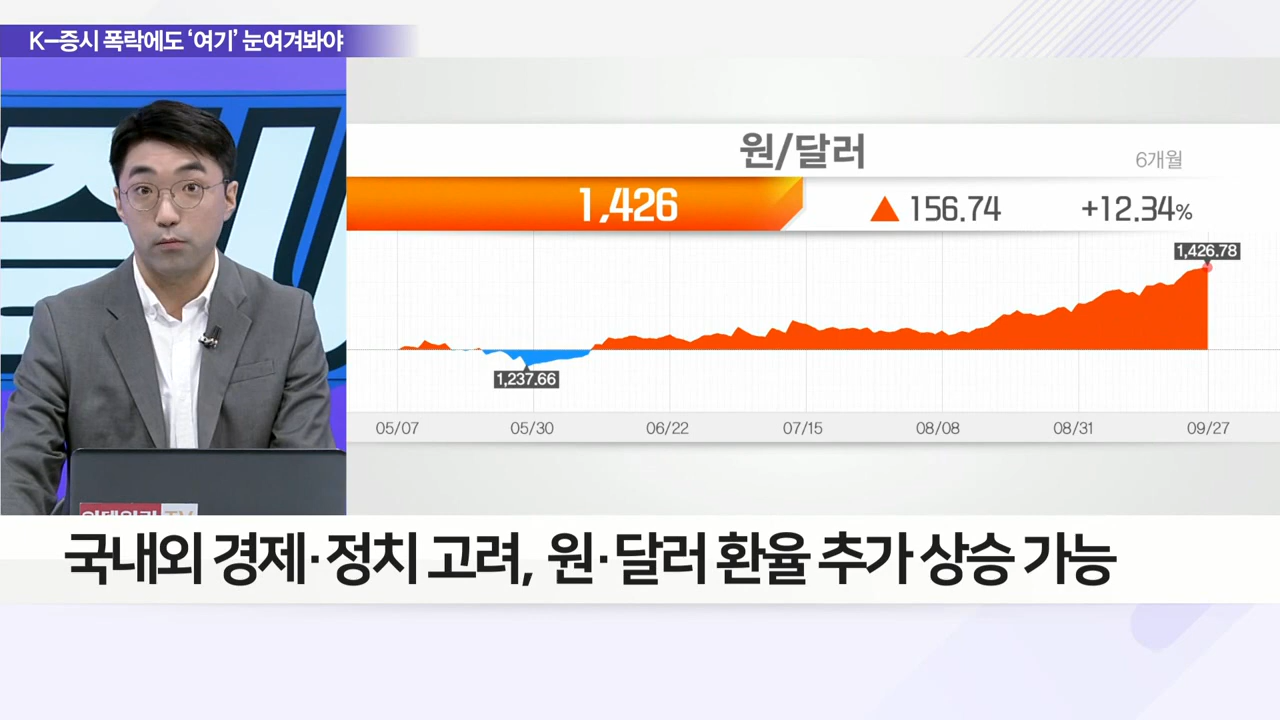 K-증시 폭락에도 ‘여기’ 눈여겨봐야
원/달러
6개월
1,426 ▲ 156.74 +12.34%
1,426.78
1,237.66
05/07 05/30 06/22 07/15 08/08 08/31 09/27
TV
국내외 경제·정치 고려, 원·달러 환율 추가 상승 가능